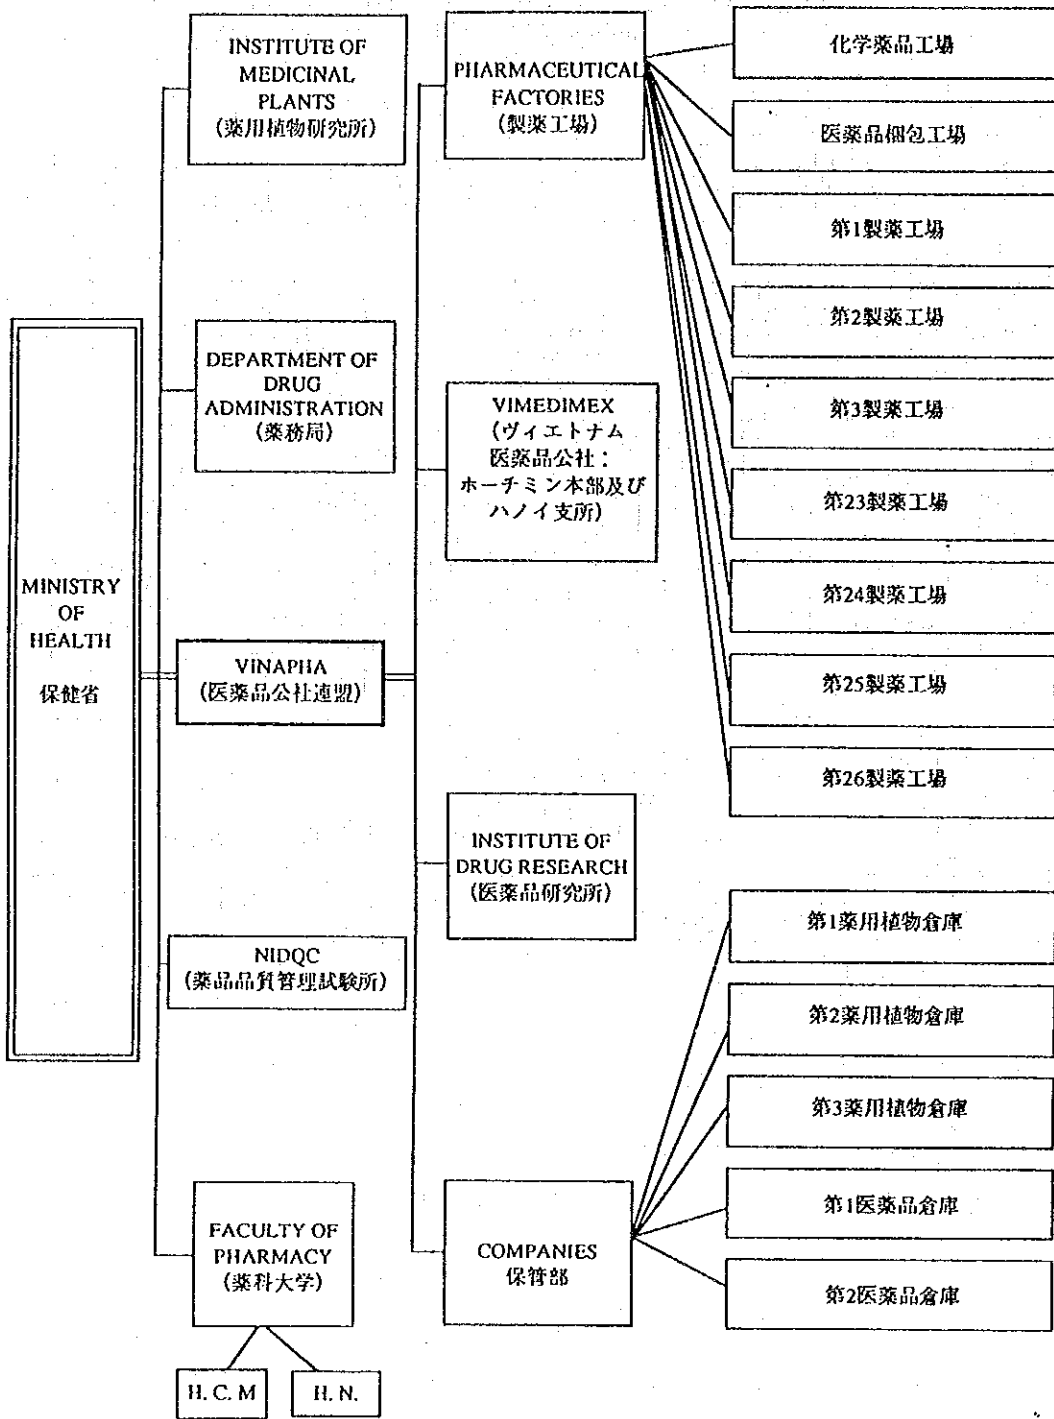 MINISTRY
OF
HEALTH
保健省
INSTITUTE OF
MEDICINAL
PLANTS
(薬用植物研究所)
DEPARTMENT OF
DRUG
ADMINISTRATION
(薬務局)
VINAPHA
(医薬品公社連盟)
NIDQC
(薬品品質管理試験所)
FACULTY OF
PHARMACY
(薬科大学)
H. C. M
H. N.
PHARMACEUTICAL
FACTORIES
(製薬工場)
VIMEDIMEX
(ヴィエトナム
医薬品公社：
ホーチミン本部及び
ハノイ支所)
INSTITUTE OF
DRUG RESEARCH
(医薬品研究所)
COMPANIES
保管部
化学薬品工場
医薬品梱包工場
第1製薬工場
第2製薬工場
第3製薬工場
第23製薬工場
第24製薬工場
第25製薬工場
第26製薬工場
第1薬用植物倉庫
第2薬用植物倉庫
第3薬用植物倉庫
第1医薬品倉庫
第2医薬品倉庫